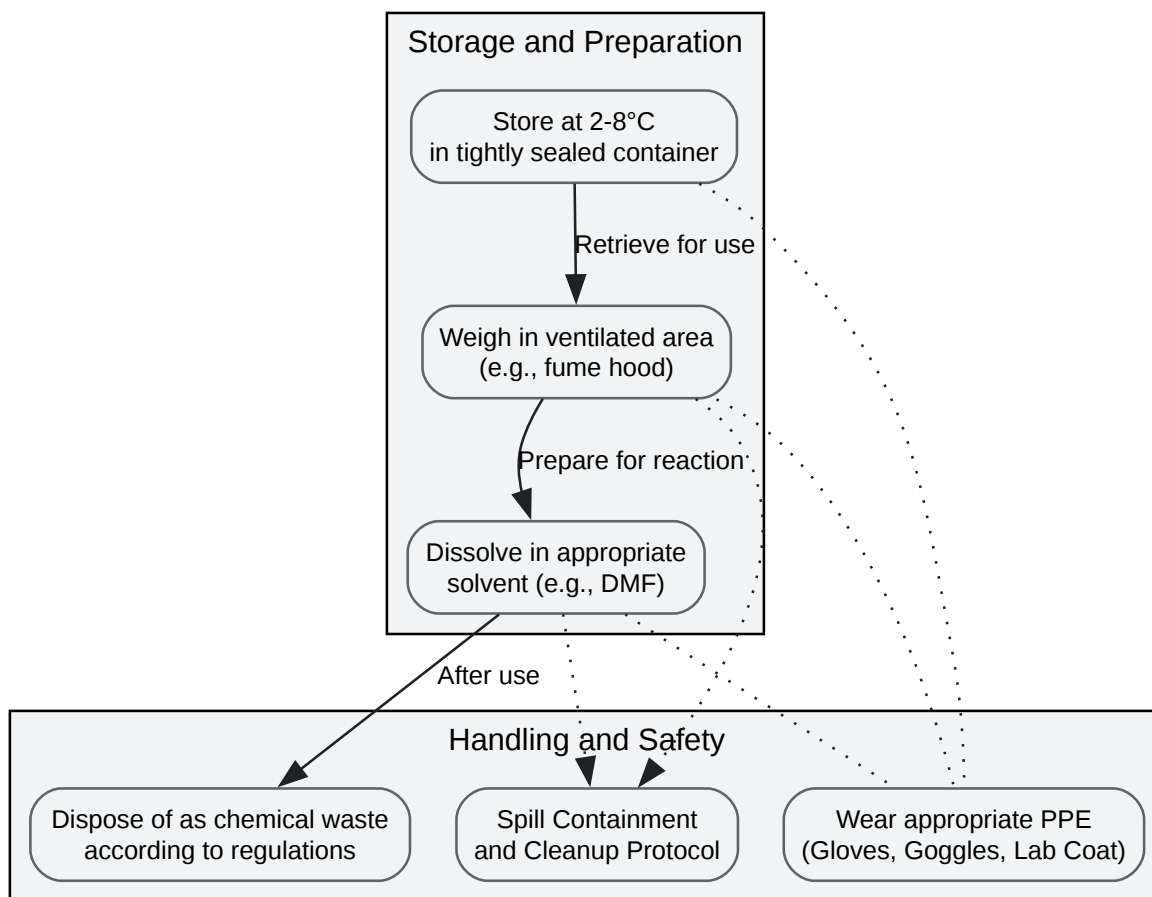 Storage and Preparation
Store at 2-8°C
in tightly sealed container
Retrieve for use
Weigh in ventilated area
(e.g., fume hood)
Prepare for reaction
Dissolve in appropriate
solvent (e.g., DMF)
After use
Handling and Safety
Dispose of as chemical waste
according to regulations
Spill Containment
and Cleanup Protocol
Wear appropriate PPE
(Gloves, Goggles, Lab Coat)